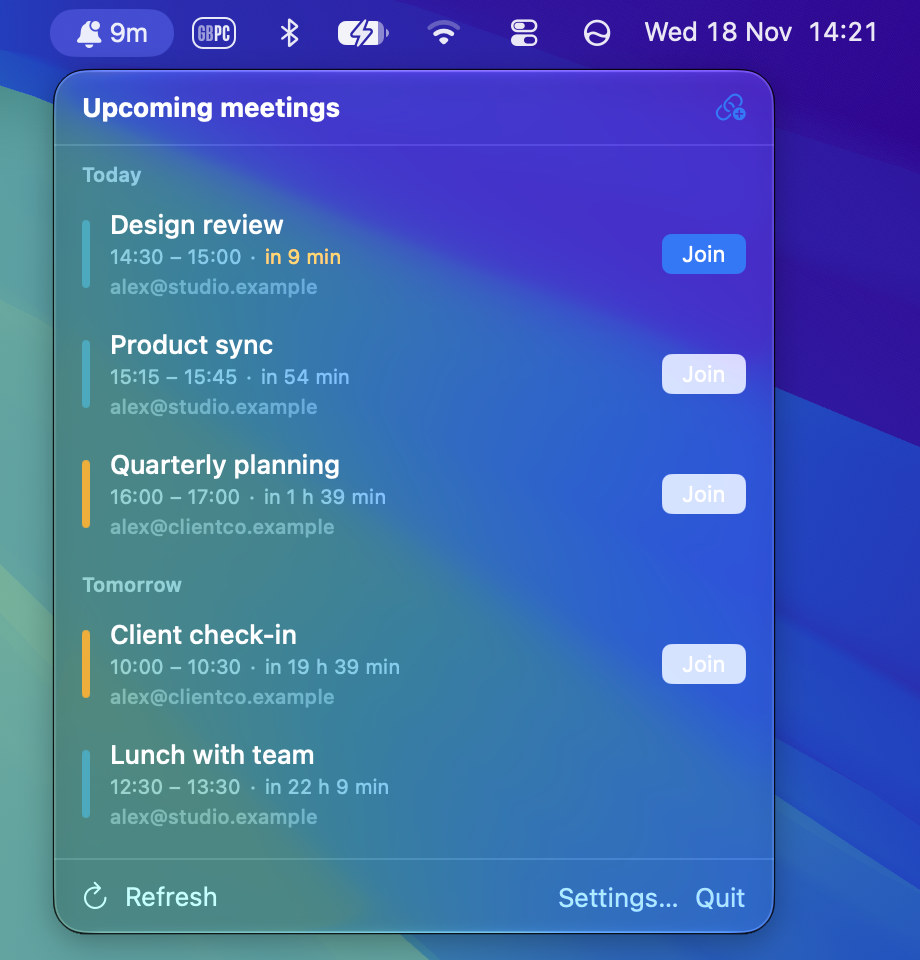 9m GBPC Wed 18 Nov 14:21
Upcoming meetings
Today
Design review
14:30 – 15:00 · in 9 min
alex@studio.example
Join
Product sync
15:15 – 15:45 · in 54 min
alex@studio.example
Join
Quarterly planning
16:00 – 17:00 · in 1 h 39 min
alex@clientco.example
Join
Tomorrow
Client check-in
10:00 – 10:30 · in 19 h 39 min
alex@clientco.example
Join
Lunch with team
12:30 – 13:30 · in 22 h 9 min
alex@studio.example
Refresh Settings... Quit